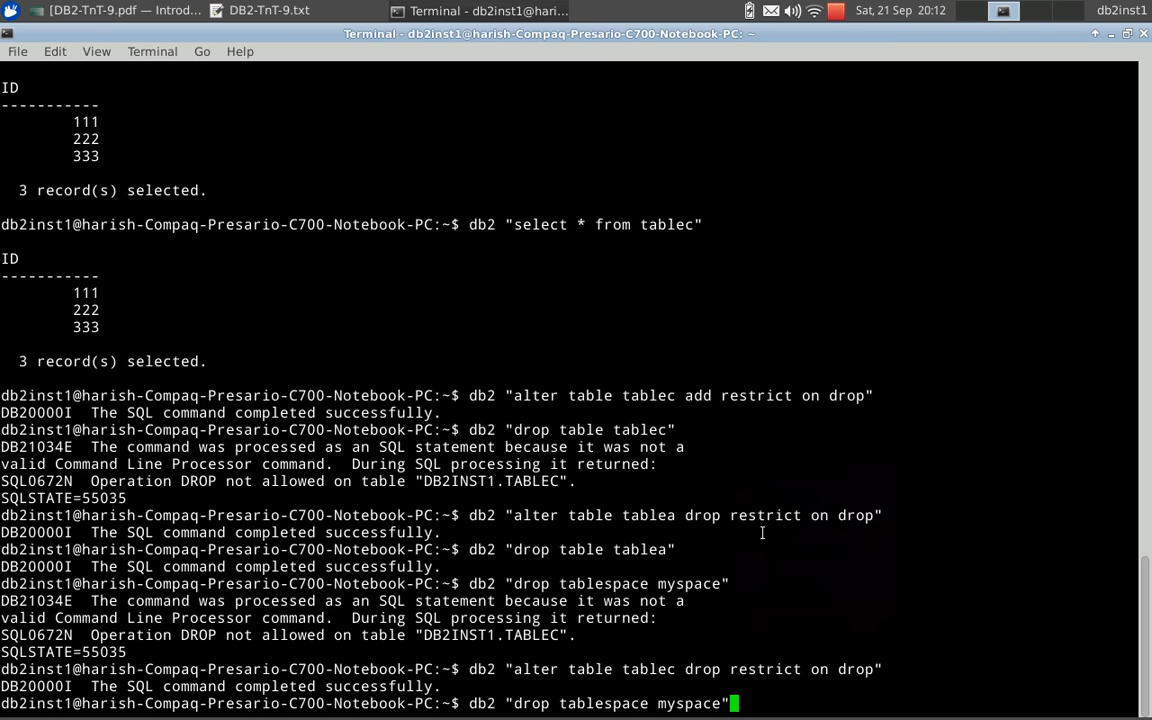 [DB2-TnT-9.pdf — Introd... DB2-TnT-9.txt Terminal - db2inst1@hari... Sat, 21 Sep 20:12 db2inst1
Terminal - db2inst1@harish-Compaq-Presario-C700-Notebook-PC: ~
File Edit View Terminal Go Help
ID
-----------
111
222
333
3 record(s) selected.
db2inst1@harish-Compaq-Presario-C700-Notebook-PC:~$ db2 "select * from tablec"
ID
-----------
111
222
333
3 record(s) selected.
db2inst1@harish-Compaq-Presario-C700-Notebook-PC:~$ db2 "alter table tablec add restrict on drop"
DB20000I  The SQL command completed successfully.
db2inst1@harish-Compaq-Presario-C700-Notebook-PC:~$ db2 "drop table tablec"
DB21034E  The command was processed as an SQL statement because it was not a
valid Command Line Processor command.  During SQL processing it returned:
SQL0672N  Operation DROP not allowed on table "DB2INST1.TABLEC".
SQLSTATE=55035
db2inst1@harish-Compaq-Presario-C700-Notebook-PC:~$ db2 "alter table tablea drop restrict on drop"
DB20000I  The SQL command completed successfully.
db2inst1@harish-Compaq-Presario-C700-Notebook-PC:~$ db2 "drop table tablea"
DB20000I  The SQL command completed successfully.
db2inst1@harish-Compaq-Presario-C700-Notebook-PC:~$ db2 "drop tablespace myspace"
DB21034E  The command was processed as an SQL statement because it was not a
valid Command Line Processor command.  During SQL processing it returned:
SQL0672N  Operation DROP not allowed on table "DB2INST1.TABLEC".
SQLSTATE=55035
db2inst1@harish-Compaq-Presario-C700-Notebook-PC:~$ db2 "alter table tablec drop restrict on drop"
DB20000I  The SQL command completed successfully.
db2inst1@harish-Compaq-Presario-C700-Notebook-PC:~$ db2 "drop tablespace myspace"